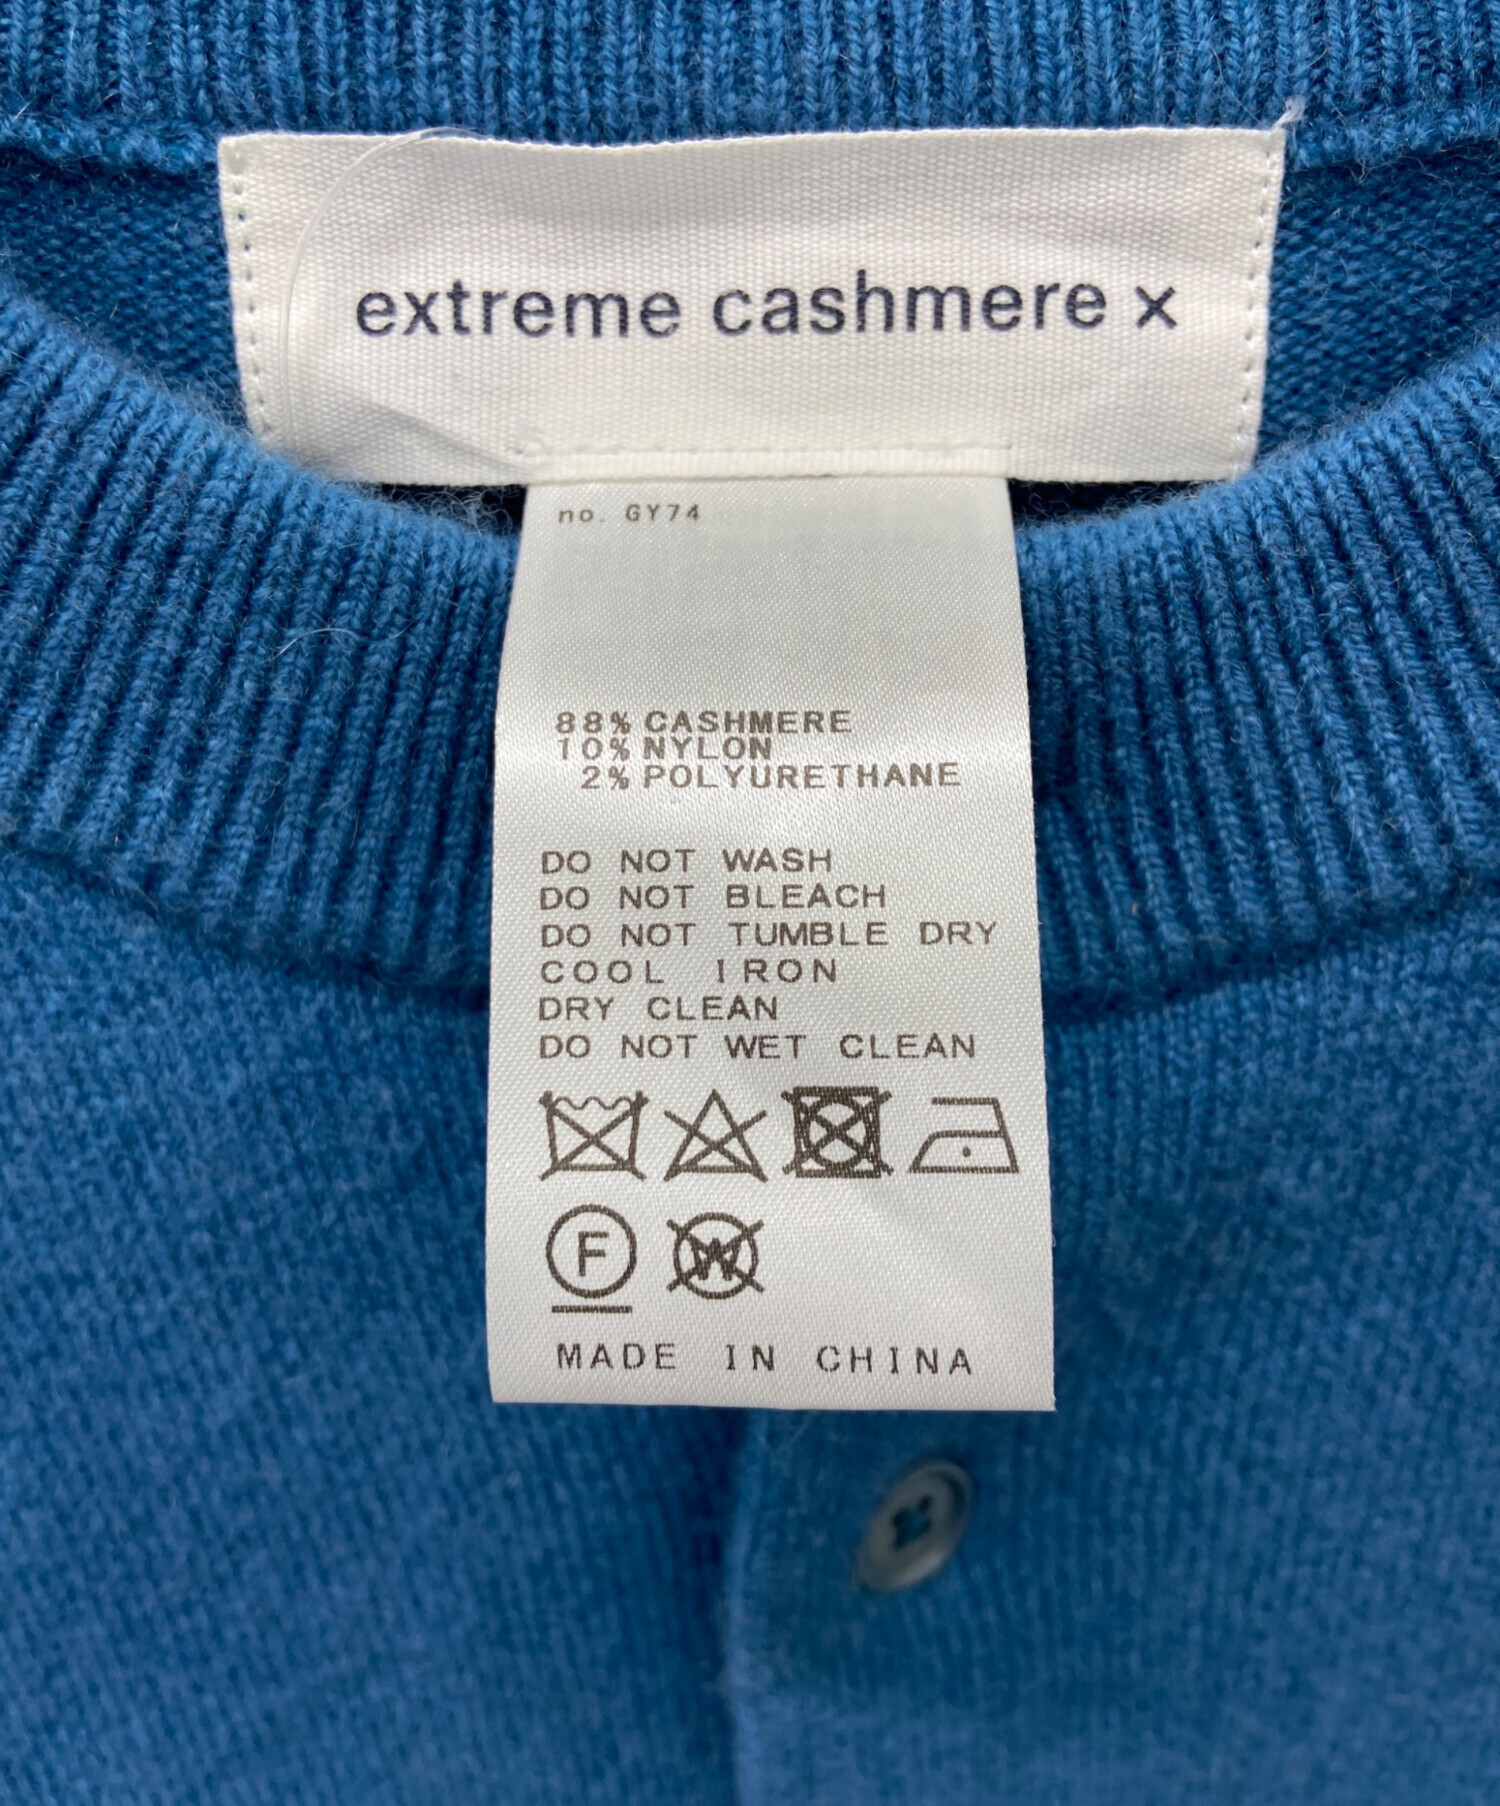 extreme cashmere x
no. GY74
88% CASHMERE
10% NYLON
2% POLYURETHANE
DO NOT WASH
DO NOT BLEACH
DO NOT TUMBLE DRY
COOL IRON
DRY CLEAN
DO NOT WET CLEAN
F W
MADE IN CHINA